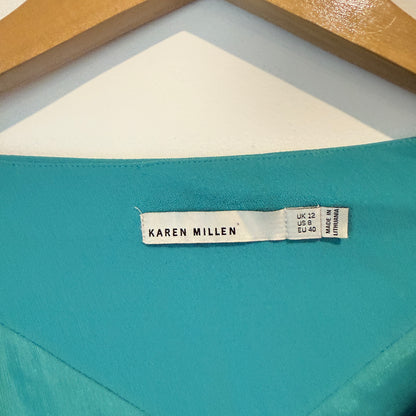 KAREN MILLEN
UK 12
US 8
EU 40
MADE IN
LITHUANIA